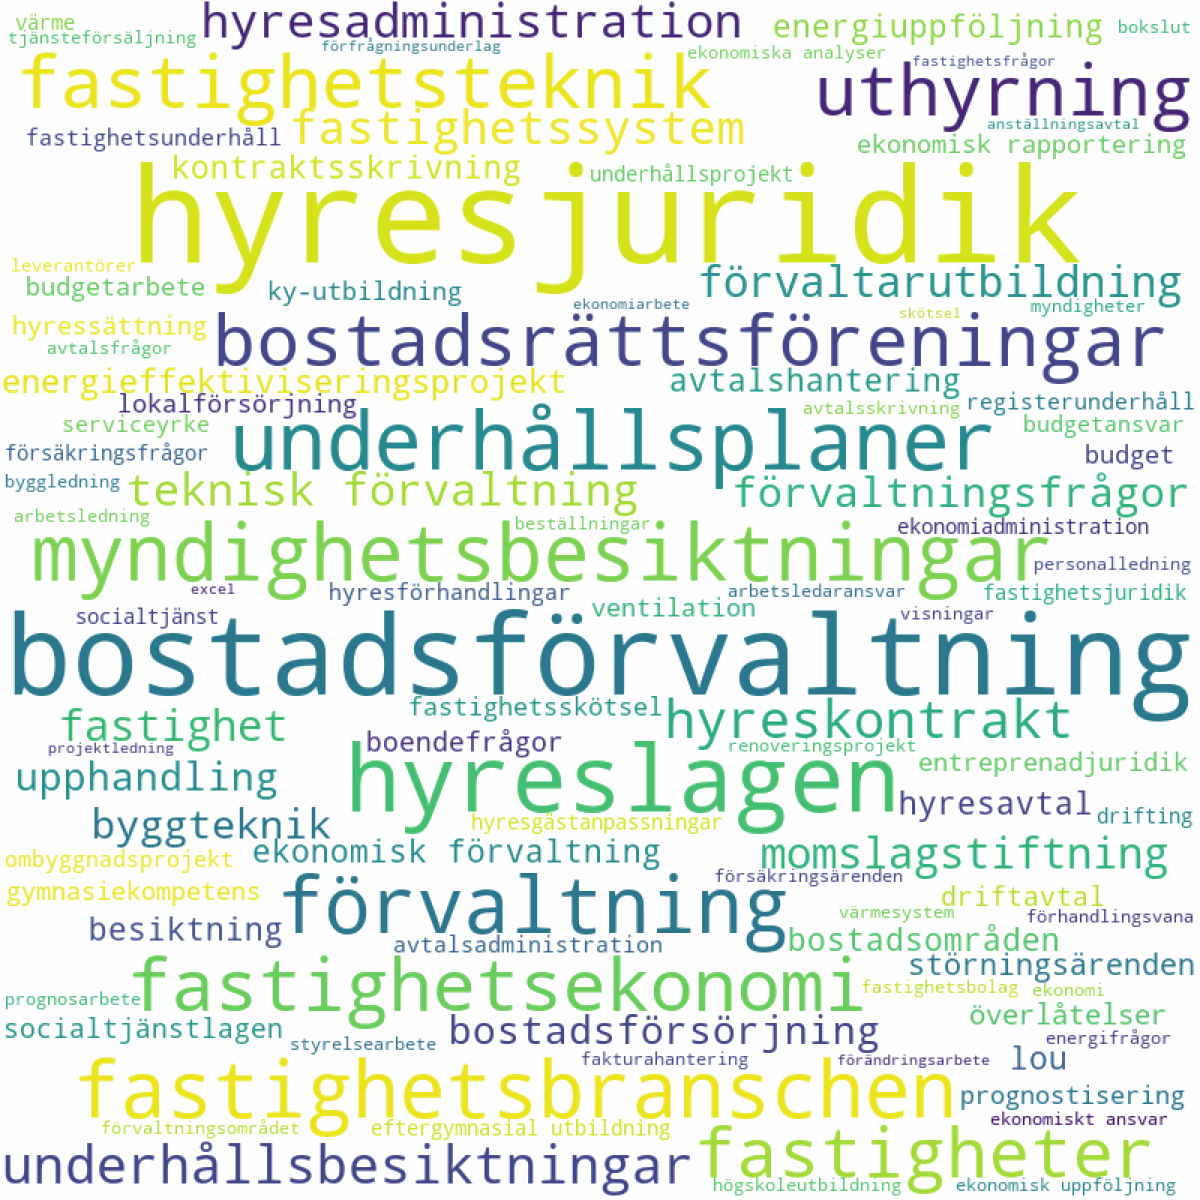 värme
hyresadministration
energiuppföljning
bokslut
tjänsteförsäljning
förfrågningsunderlag
ekonomiska analyser
fastighetsfrågor
fastighetsteknik
uthyrning
fastighetsunderhåll
fastighetssystem
anställningsavtal
ekonomisk rapportering
kontraktsskrivning
underhållsprojekt
hyresjuridik
leverantörer
budgetarbete
ky-utbildning
förvaltarutbildning
ekonomiarbete
skötsel
myndigheter
hyressättning
bostadsrättsföreningar
avtalsfrågor
energieffektiviseringsprojekt
avtalshantering
lokalförsörjning
avtalsskrivning
registerunderhåll
serviceyrke
underhållsplaner
budgetansvar
försäkringsfrågor
budget
byggledning
teknisk förvaltning
förvaltningsfrågor
arbetsledning
beställningar
ekonomiadministration
myndighetsbesiktningar
personalledning
excel
hyresförhandlingar
arbetsledaransvar
fastighetsjuridik
socialtjänst
ventilation
visningar
bostadsförvaltning
fastighetsskötsel
fastighet
hyreskontrakt
projektledning
boendefrågor
renoveringsprojekt
upphandling
hyreslagen
entreprenadjuridik
hyresavtal
drifting
byggteknik
hyresgästanpassningar
ombyggnadsprojekt
ekonomisk förvaltning
momslagstiftning
gymnasiekompetens
förvaltning
försäkringsärenden
driftavtal
besiktning
värmesystem
förhandlingsvana
avtalsadministration
bostadsområden
störningsärenden
fastighetsekonomi
fastighetsbolag
ekonomi
prognosarbete
socialtjänstlagen
bostadsförsörjning
överlåtelser
styrelsearbete
energifrågor
fakturahantering
förändringsarbete
lou
fastighetsbranschen
prognostisering
ekonomiskt ansvar
förvaltningsområdet
eftergymnasial utbildning
underhållsbesiktningar
fastigheter
högskoleutbildning
ekonomisk uppföljning